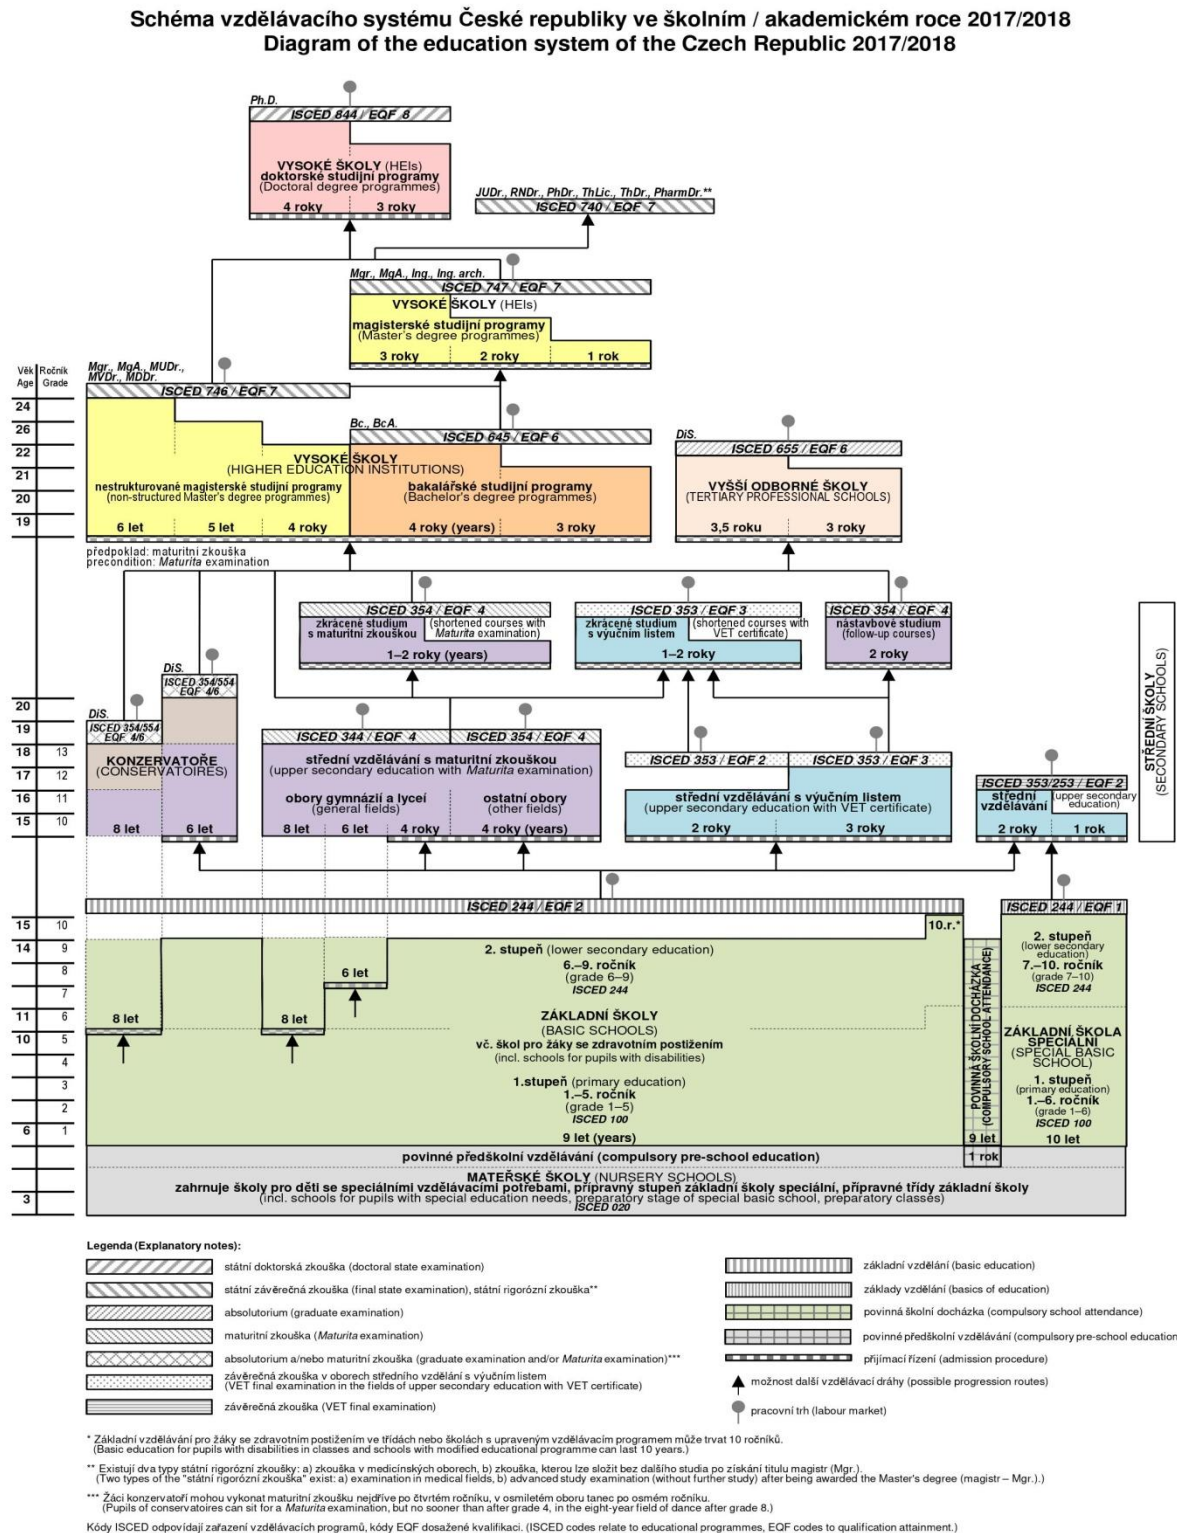 Schéma vzdělávacího systému České republiky ve školním / akademickém roce 2017/2018
Diagram of the education system of the Czech Republic 2017/2018
Ph.D.
ISCED 844 / EQF 8
VYSOKÉ ŠKOLY (HEIs)
doktorské studijní programy
(Doctoral degree programmes)
4 roky 3 roky
JUDr., RNDr., PhDr., ThLic., ThDr., PharmDr.**
ISCED 740 / EQF 7
Mgr., MgA., Ing., Ing. arch.
ISCED 747 / EQF 7
VYSOKÉ ŠKOLY (HEIs)
magisterské studijní programy
(Master's degree programmes)
3 roky 2 roky 1 rok
Věk Ročník
Age Grade
Mgr., MgA., MUDr.,
MVDr., MDDr.
ISCED 746 / EQF 7
24
26
22
21
20
19
Bc., BcA.
ISCED 645 / EQF 6
VYSOKÉ ŠKOLY
(HIGHER EDUCATION INSTITUTIONS)
nestrukturované magisterské studijní programy
(non-structured Master's degree programmes)
6 let 5 let 4 roky
bakalářské studijní programy
(Bachelor's degree programmes)
4 roky (years) 3 roky
DiS.
ISCED 655 / EQF 6
VYŠŠÍ ODBORNÉ ŠKOLY
(TERTIARY PROFESSIONAL SCHOOLS)
3,5 roku 3 roky
předpoklad: maturitní zkouška
precondition: Maturita examination
ISCED 354 / EQF 4
zkrácené studium (shortened courses with
s maturitní zkouškou Maturita examination)
1–2 roky (years)
ISCED 353 / EQF 3
zkrácené studium (shortened courses with
s výučním listem VET certificate)
1–2 roky
ISCED 354 / EQF 4
nástavbové studium
(follow-up courses)
2 roky
STŘEDNÍ ŠKOLY
(SECONDARY SCHOOLS)
DiS.
ISCED 354/554
EQF 4/6
DiS.
ISCED 354/554
EQF 4/6
20
19
18 13
17 12
16 11
15 10
KONZERVATOŘE
(CONSERVATOIRES)
8 let 6 let
ISCED 344 / EQF 4
ISCED 354 / EQF 4
střední vzdělávání s maturitní zkouškou
(upper secondary education with Maturita examination)
obory gymnázií a lyceí ostatní obory
(general fields) (other fields)
8 let 6 let 4 roky 4 roky (years)
ISCED 353 / EQF 2
ISCED 353 / EQF 3
střední vzdělávání s výučním listem
(upper secondary education with VET certificate)
2 roky 3 roky
ISCED 353/253 / EQF 2
střední (upper secondary
vzdělávání education)
2 roky 1 rok
ISCED 244 / EQF 2
ISCED 244 / EQF 1
15 10
14 9
8
7
11 6
10 5
4
3
2
6 1
3
10.r.*
2. stupeň (lower secondary education)
6.–9. ročník
(grade 6–9)
ISCED 244
6 let
8 let
8 let
ZÁKLADNÍ ŠKOLY
(BASIC SCHOOLS)
vč. škol pro žáky se zdravotním postižením
(incl. schools for pupils with disabilities)
1.stupeň (primary education)
1.–5. ročník
(grade 1–5)
ISCED 100
9 let (years)
POVINNÁ ŠKOLNÍ DOCHÁZKA
(COMPULSORY SCHOOL ATTENDANCE)
9 let
1 rok
2. stupeň
(lower secondary
education)
7.–10. ročník
(grade 7–10)
ISCED 244
ZÁKLADNÍ ŠKOLA
SPECIÁLNÍ
(SPECIAL BASIC
SCHOOL)
1. stupeň
(primary education)
1.–6. ročník
(grade 1–6)
ISCED 100
10 let
povinné předškolní vzdělávání (compulsory pre-school education)
MATEŘSKÉ ŠKOLY (NURSERY SCHOOLS)
zahrnuje školy pro děti se speciálními vzdělávacími potřebami, přípravný stupeň základní školy speciální, přípravné třídy základní školy
(incl. schools for pupils with special education needs, preparatory stage of special basic school, preparatory classes)
ISCED 020
Legenda (Explanatory notes):
státní doktorská zkouška (doctoral state examination)
státní závěrečná zkouška (final state examination), státní rigorózní zkouška**
absolutorium (graduate examination)
maturitní zkouška (Maturita examination)
absolutorium a/nebo maturitní zkouška (graduate examination and/or Maturita examination)***
závěrečná zkouška v oborech středního vzdělání s výučním listem
(VET final examination in the fields of upper secondary education with VET certificate)
závěrečná zkouška (VET final examination)
základní vzdělání (basic education)
základy vzdělání (basics of education)
povinná školní docházka (compulsory school attendance)
povinné předškolní vzdělávání (compulsory pre-school education
přijímací řízení (admission procedure)
možnost další vzdělávací dráhy (possible progression routes)
pracovní trh (labour market)
* Základní vzdělávání pro žáky se zdravotním postižením ve třídách nebo školách s upraveným vzdělávacím programem může trvat 10 ročníků.
(Basic education for pupils with disabilities in classes and schools with modified educational programme can last 10 years.)
** Existují dva typy státní rigorózní zkoušky: a) zkouška v medicínských oborech, b) zkouška, kterou lze složit bez dalšího studia po získání titulu magistr (Mgr.).
(Two types of the "státní rigorózní zkouška" exist: a) examination in medical fields, b) advanced study examination (without further study) after being awarded the Master's degree (magistr – Mgr.).)
*** Žáci konzervatoří mohou vykonat maturitní zkoušku nejdříve po čtvrtém ročníku, v osmiletém oboru tanec po osmém ročníku.
(Pupils of conservatoires can sit for a Maturita examination, but no sooner than after grade 4, in the eight-year field of dance after grade 8.)
Kódy ISCED odpovídají zařazení vzdělávacích programů, kódy EQF dosažené kvalifikaci. (ISCED codes relate to educational programmes, EQF codes to qualification attainment.)